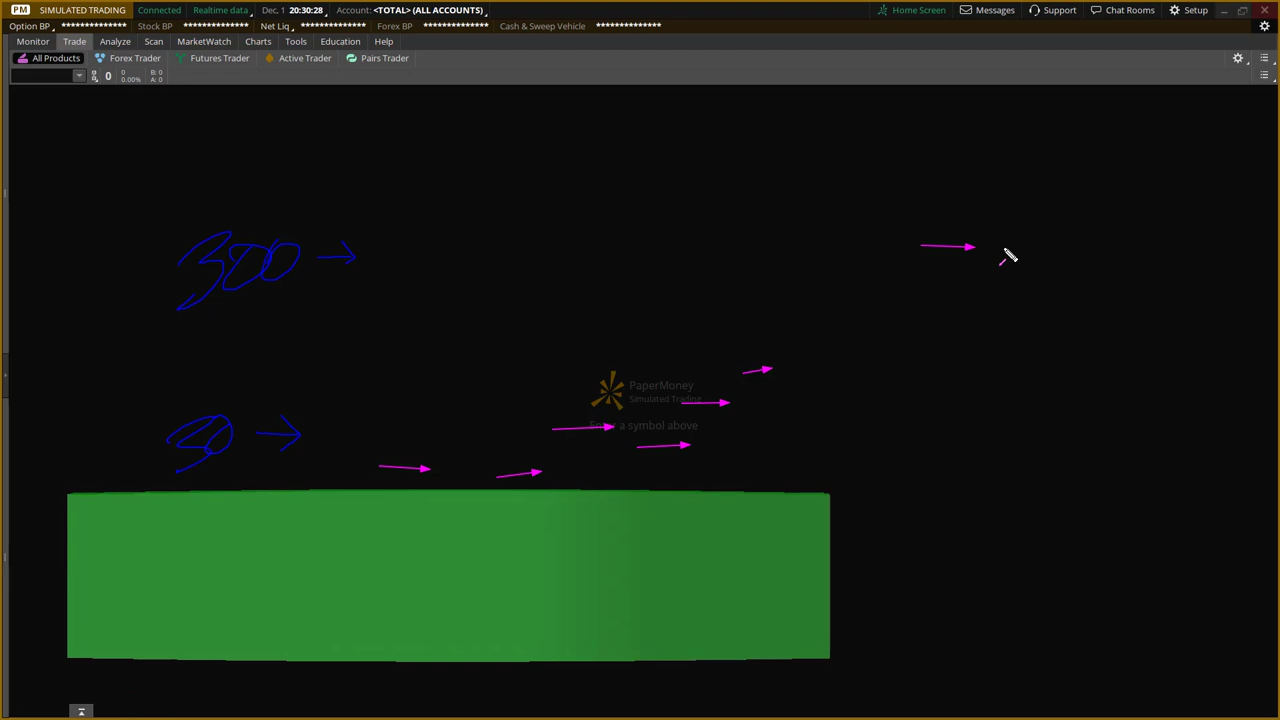 PM SIMULATED TRADING Connected Realtime data Dec, 1 20:30:28 Account: <TOTAL> (ALL ACCOUNTS) Home Screen Messages Support Chat Rooms Setup
Option BP ************** Stock BP ************** Net Liq ************** Forex BP ************** Cash & Sweep Vehicle **************
Monitor Trade Analyze Scan MarketWatch Charts Tools Education Help
All Products Forex Trader Futures Trader Active Trader Pairs Trader
0 0 B: 0
0.00% A: 0
300
PaperMoney
Simulated Trading
a symbol above